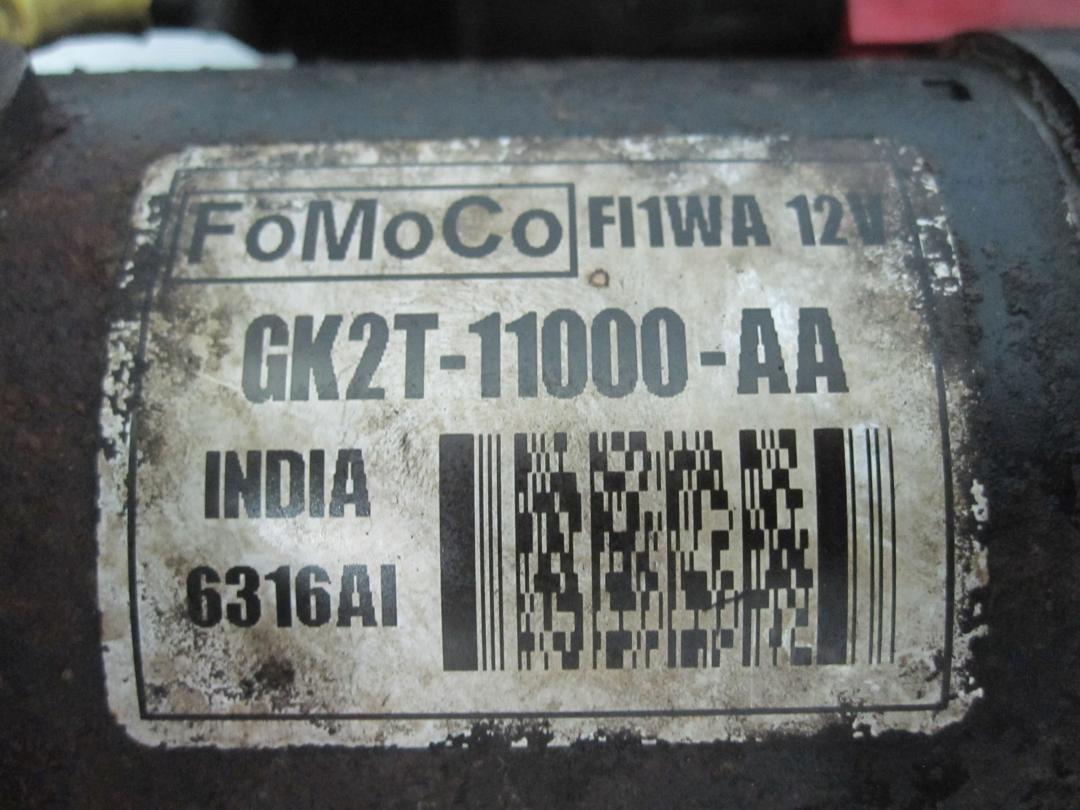 FoMoCo FI1WA 12V
GK2T-11000-AA
INDIA
6316AI